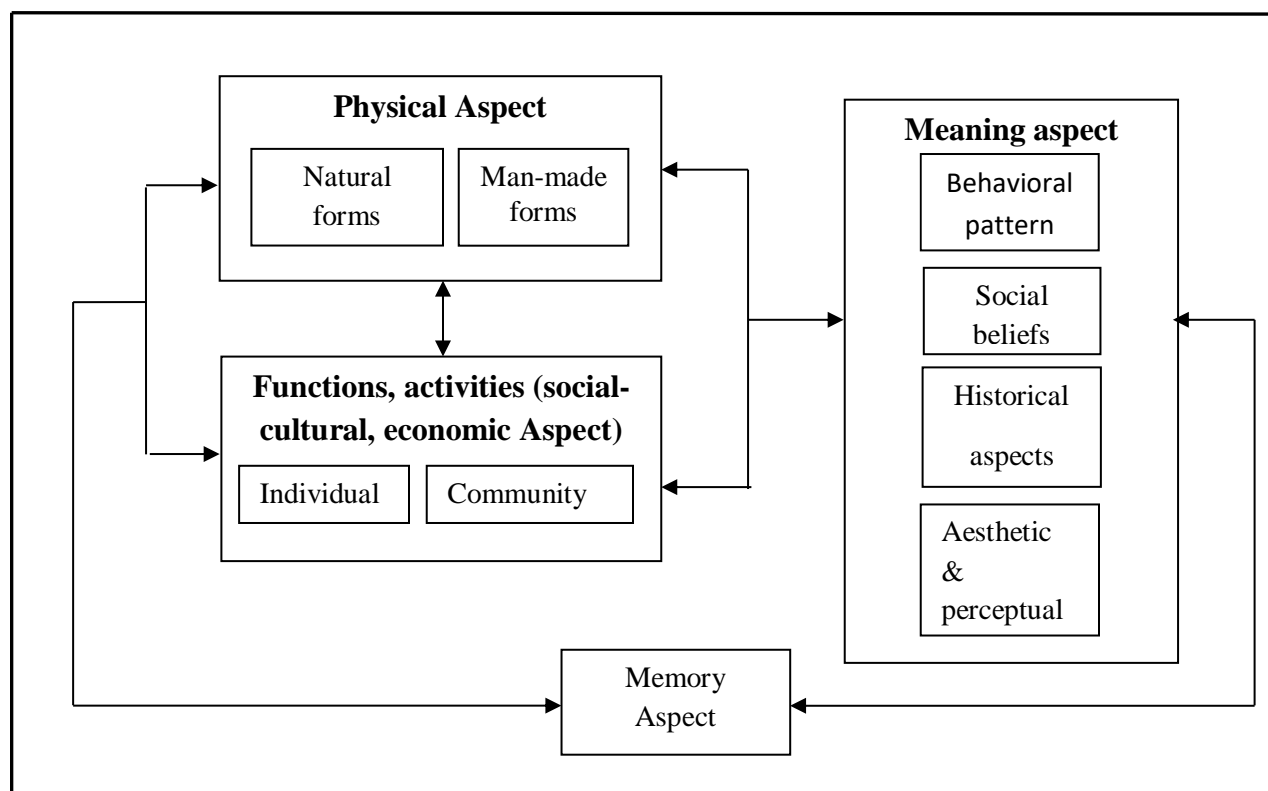 Physical Aspect
Natural
forms
Man-made
forms
Functions, activities (social-
cultural, economic Aspect)
Individual
Community
Meaning aspect
Behavioral
pattern
Social
beliefs
Historical
aspects
Aesthetic
&
perceptual
Memory
Aspect